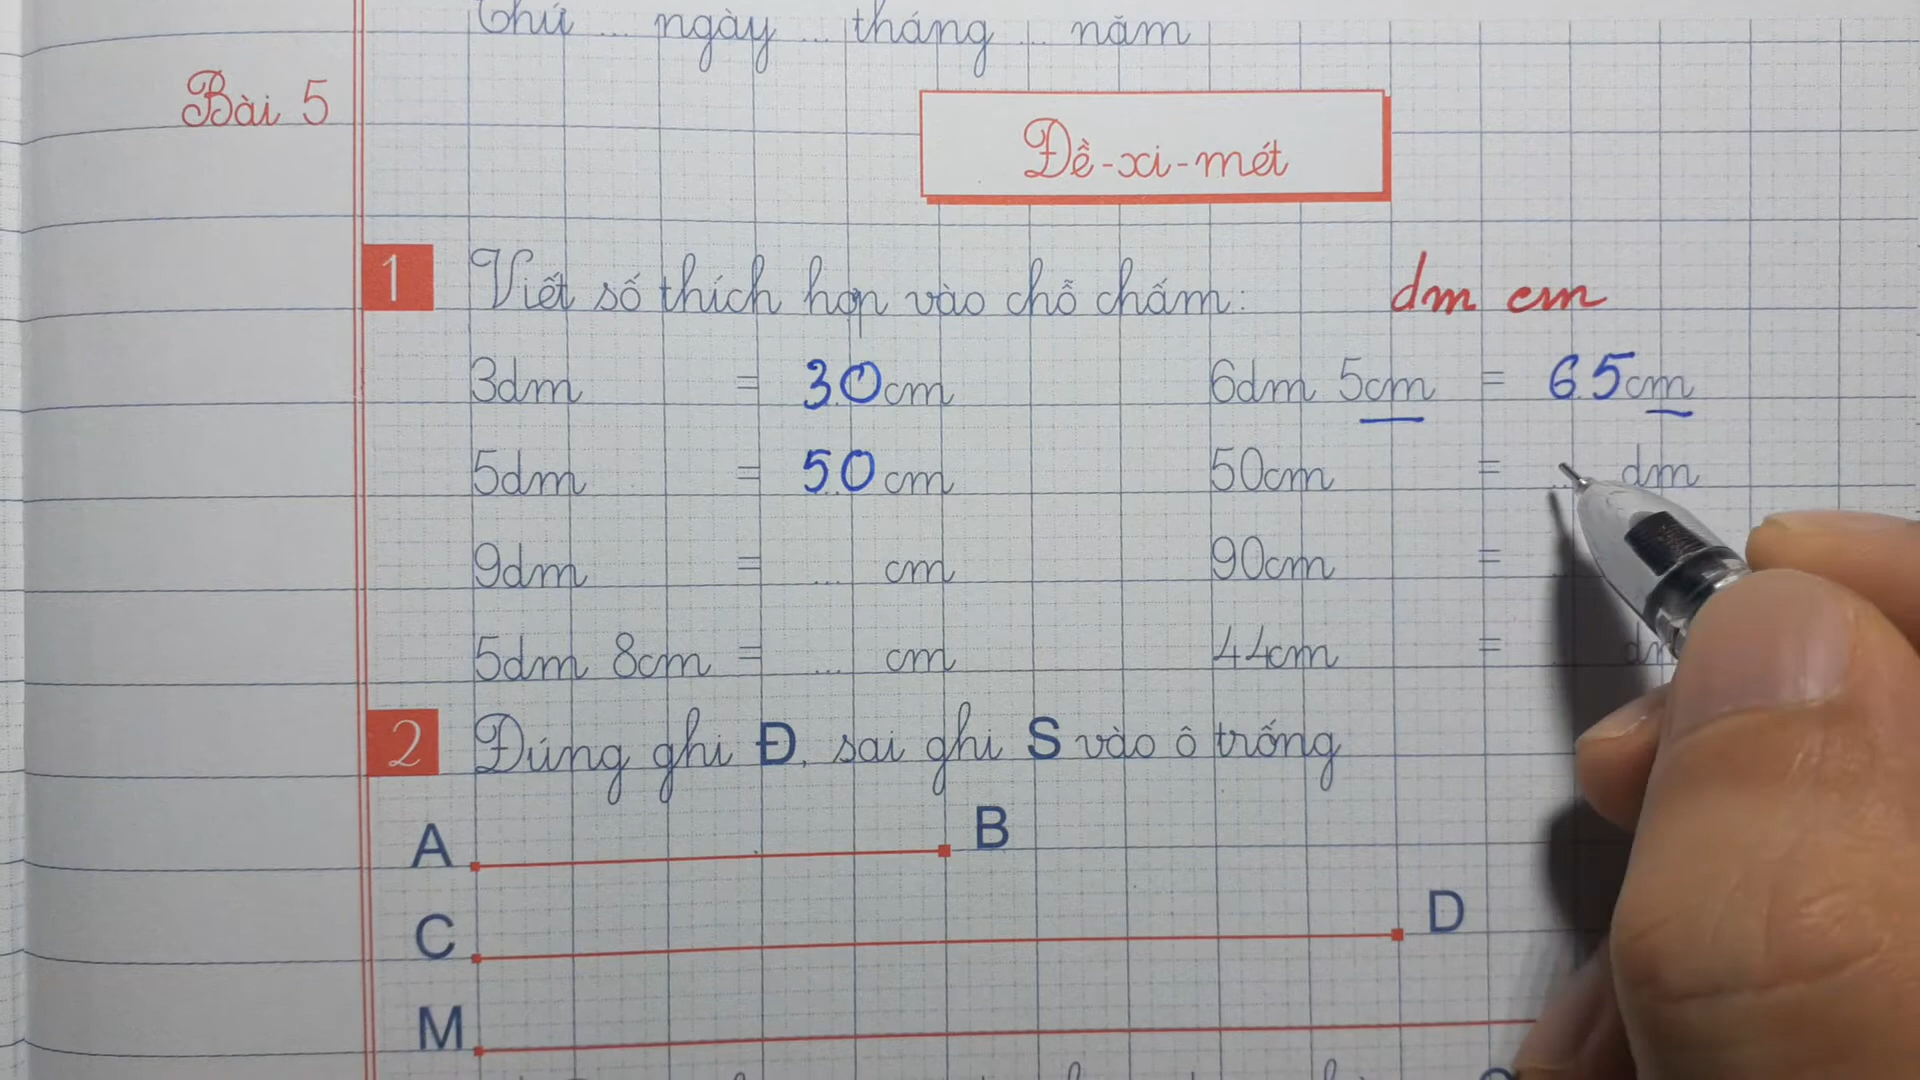 Thứ ... ngày ... tháng ... năm
Bài 5
Đề-xi-mét
1 Viết số thích hợp vào chỗ chấm: dm cm
3dm = 30cm 6dm 5cm = 65cm
5dm = 50cm 50cm = ... dm
9dm = ... cm 90cm =
5dm 8cm = ... cm 44cm =
2 Đúng ghi Đ, sai ghi S vào ô trống
A B
C D
M